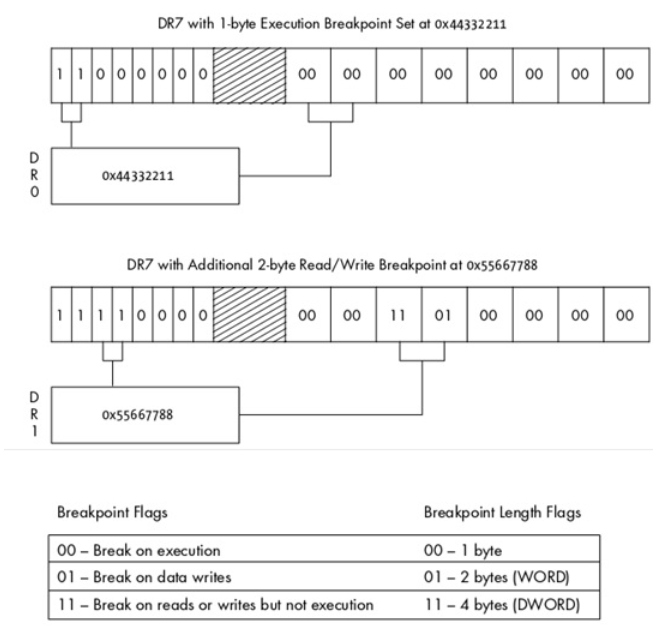 DR7 with 1-byte Execution Breakpoint Set at 0x44332211
1 1 0 0 0 0 0 0 00 00 00 00 00 00 00 00
D
R
0
0x44332211
DR7 with Additional 2-byte Read/Write Breakpoint at 0x55667788
1 1 1 1 0 0 0 0 00 00 11 01 00 00 00 00
D
R
1
0x55667788
Breakpoint Flags Breakpoint Length Flags
00 – Break on execution 00 – 1 byte
01 – Break on data writes 01 – 2 bytes (WORD)
11 – Break on reads or writes but not execution 11 – 4 bytes (DWORD)